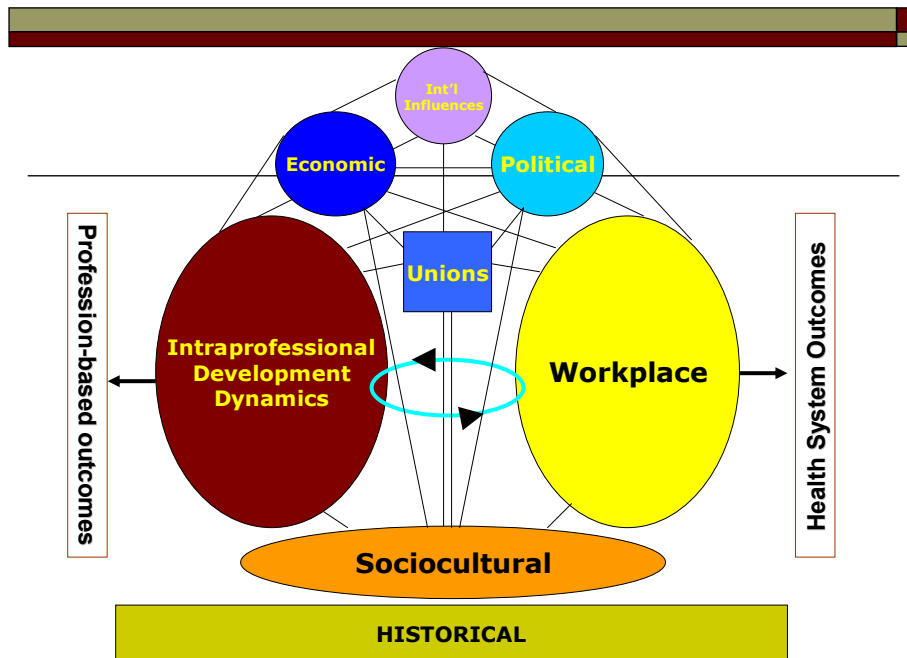 Int'l
Influences
Economic
Political
Unions
Profession-based outcomes
Intraprofessional
Development
Dynamics
Workplace
Health System Outcomes
Sociocultural
HISTORICAL